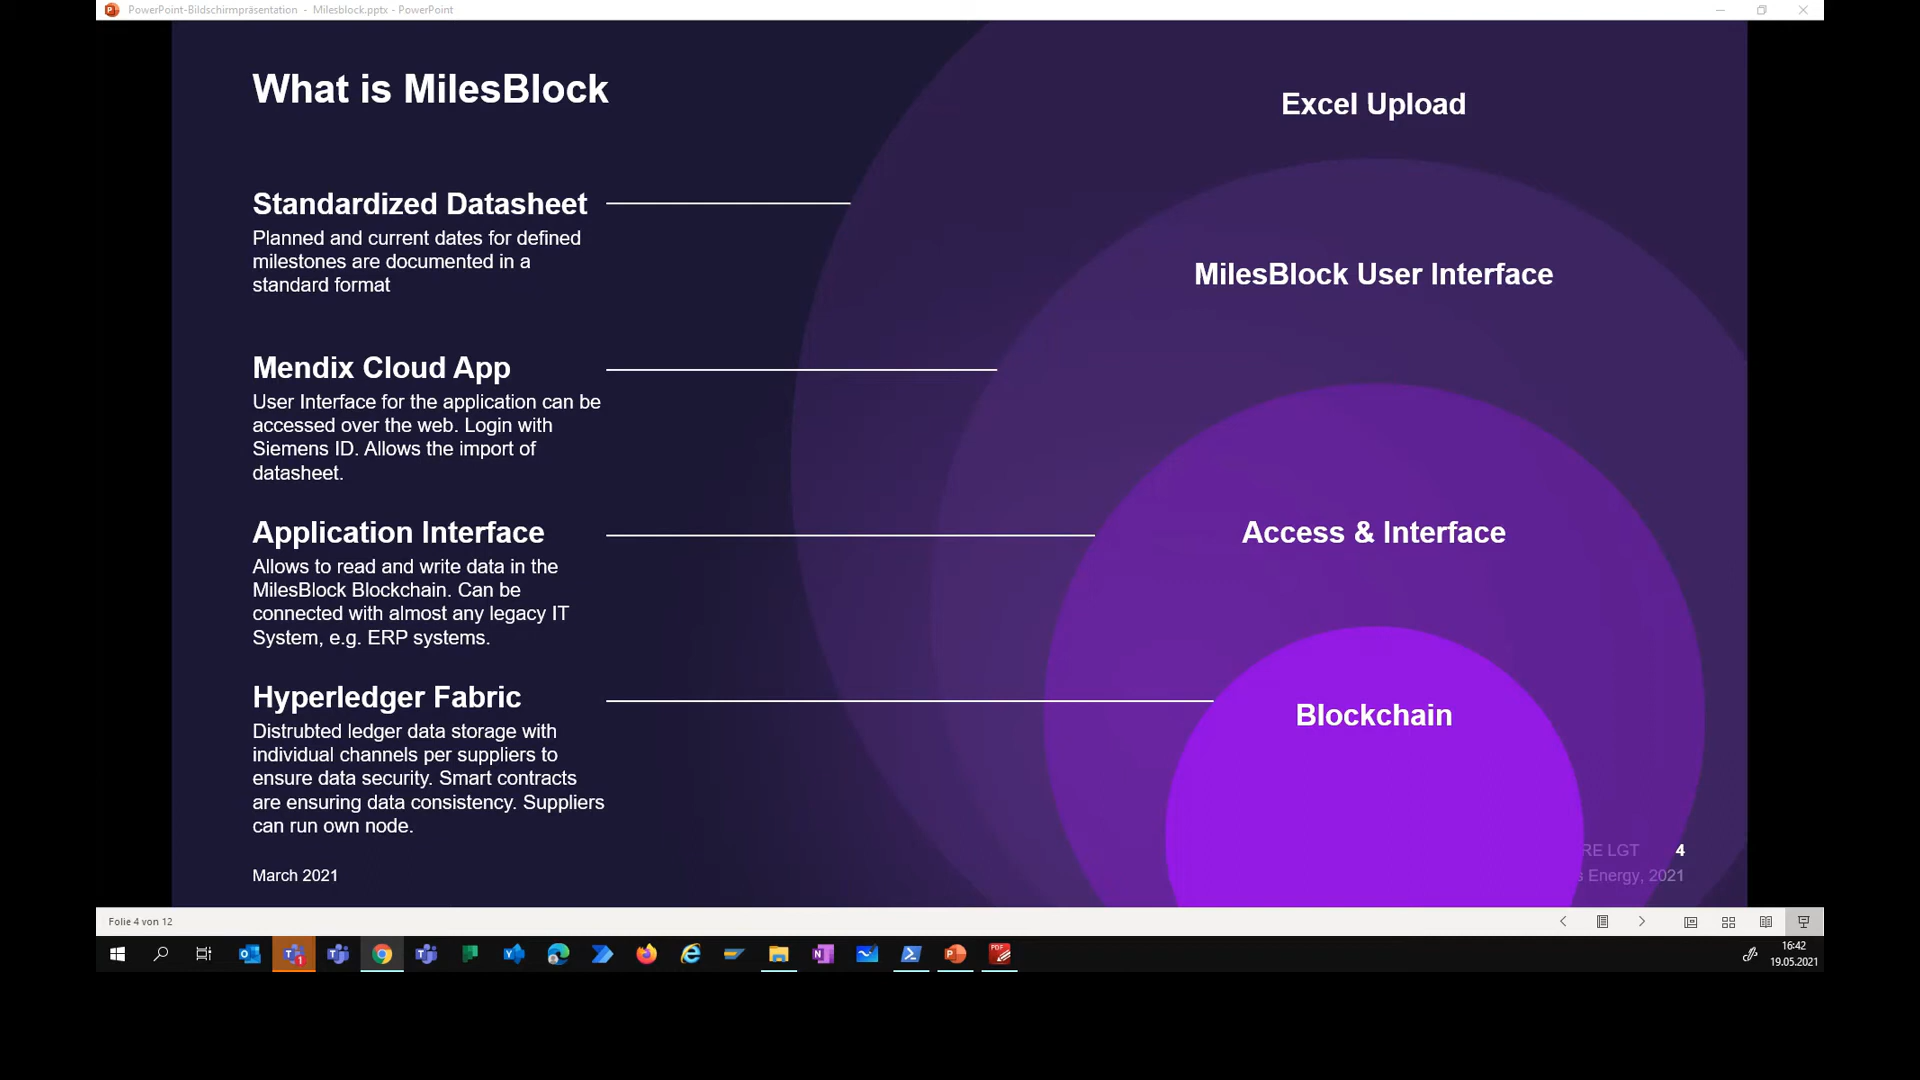 PowerPoint-Bildschirmpräsentation - Milesblock.pptx - PowerPoint
What is MilesBlock
Standardized Datasheet
Planned and current dates for defined
milestones are documented in a
standard format
Mendix Cloud App
User Interface for the application can be
accessed over the web. Login with
Siemens ID. Allows the import of
datasheet.
Application Interface
Allows to read and write data in the
MilesBlock Blockchain. Can be
connected with almost any legacy IT
System, e.g. ERP systems.
Hyperledger Fabric
Distrubted ledger data storage with
individual channels per suppliers to
ensure data security. Smart contracts
are ensuring data consistency. Suppliers
can run own node.
March 2021
Excel Upload
MilesBlock User Interface
Access & Interface
Blockchain
RE LGT 4
s Energy, 2021
Folie 4 von 12
16:42
19.05.2021